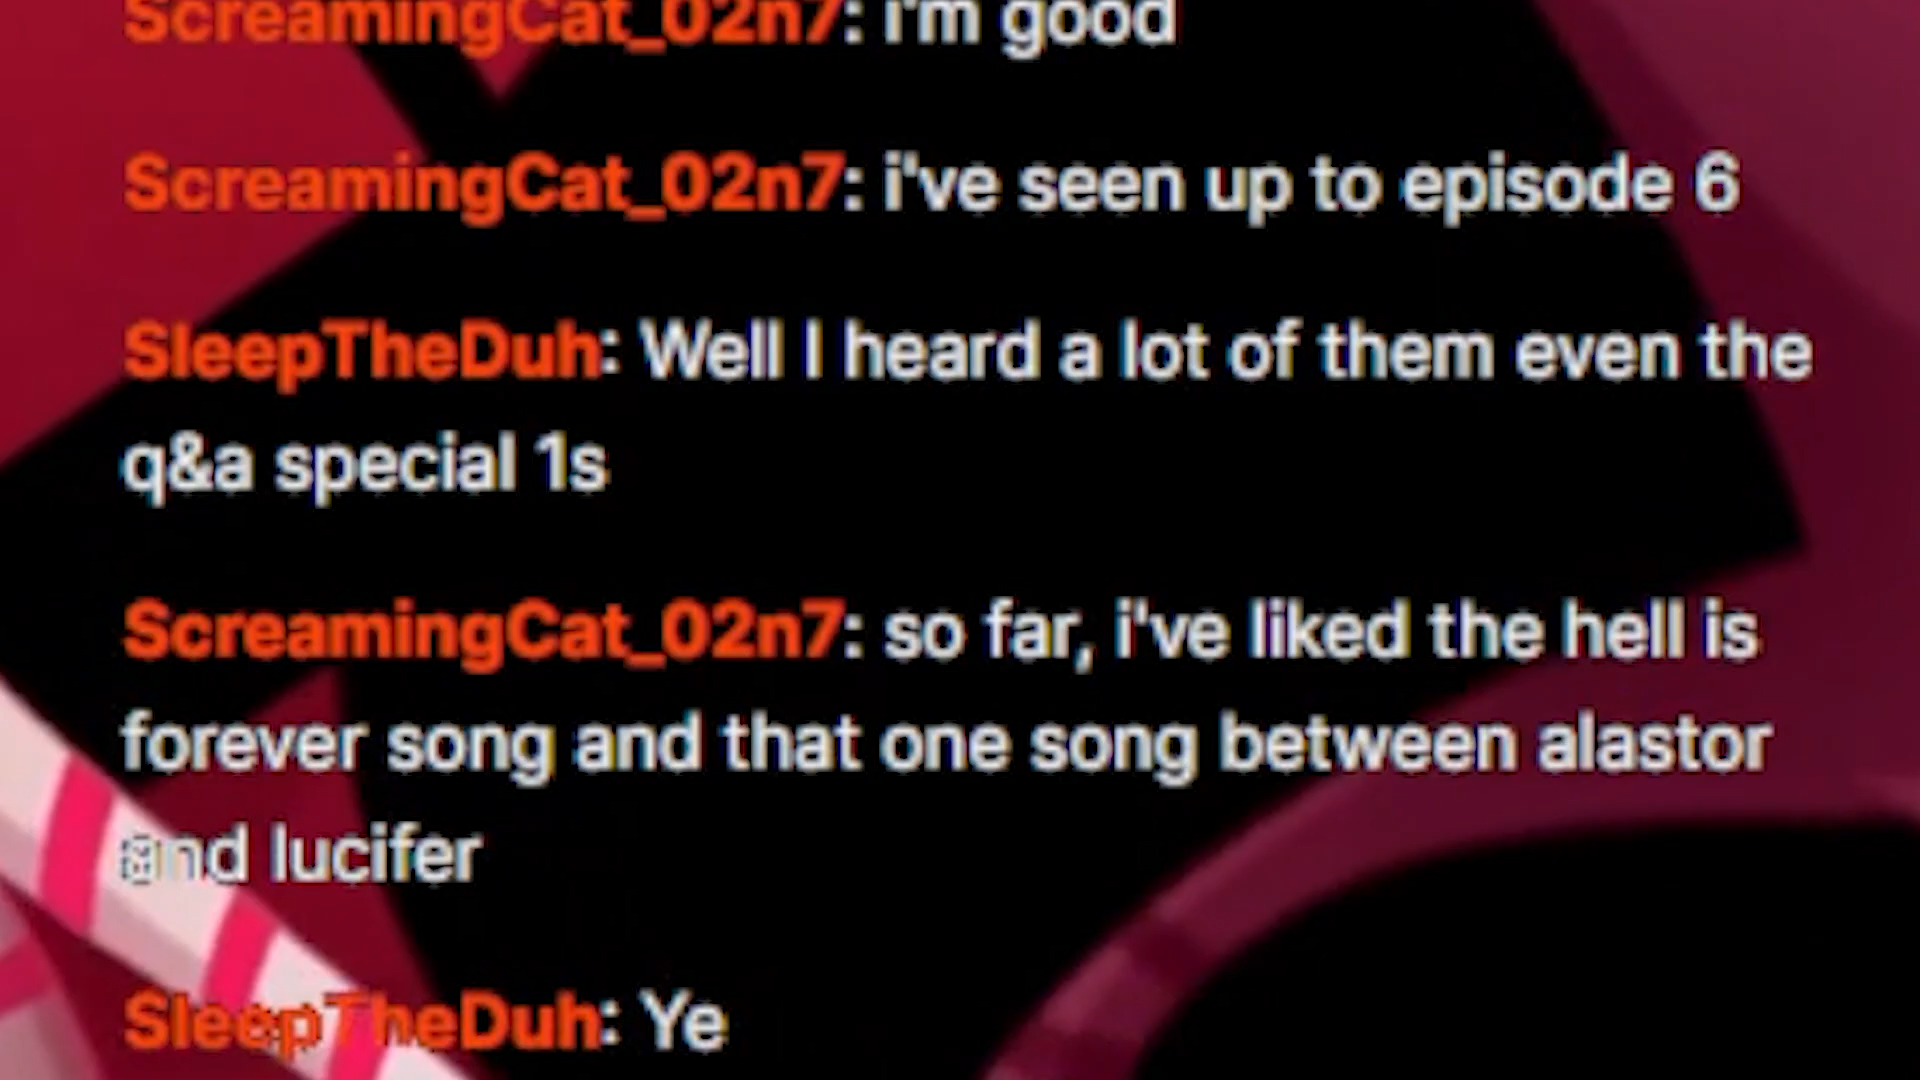 ScreamingCat_02n7: i'm good
ScreamingCat_02n7: i've seen up to episode 6
SleepTheDuh: Well I heard a lot of them even the
q&a special 1s
ScreamingCat_02n7: so far, i've liked the hell is
forever song and that one song between alastor
and lucifer
SleepTheDuh: Ye